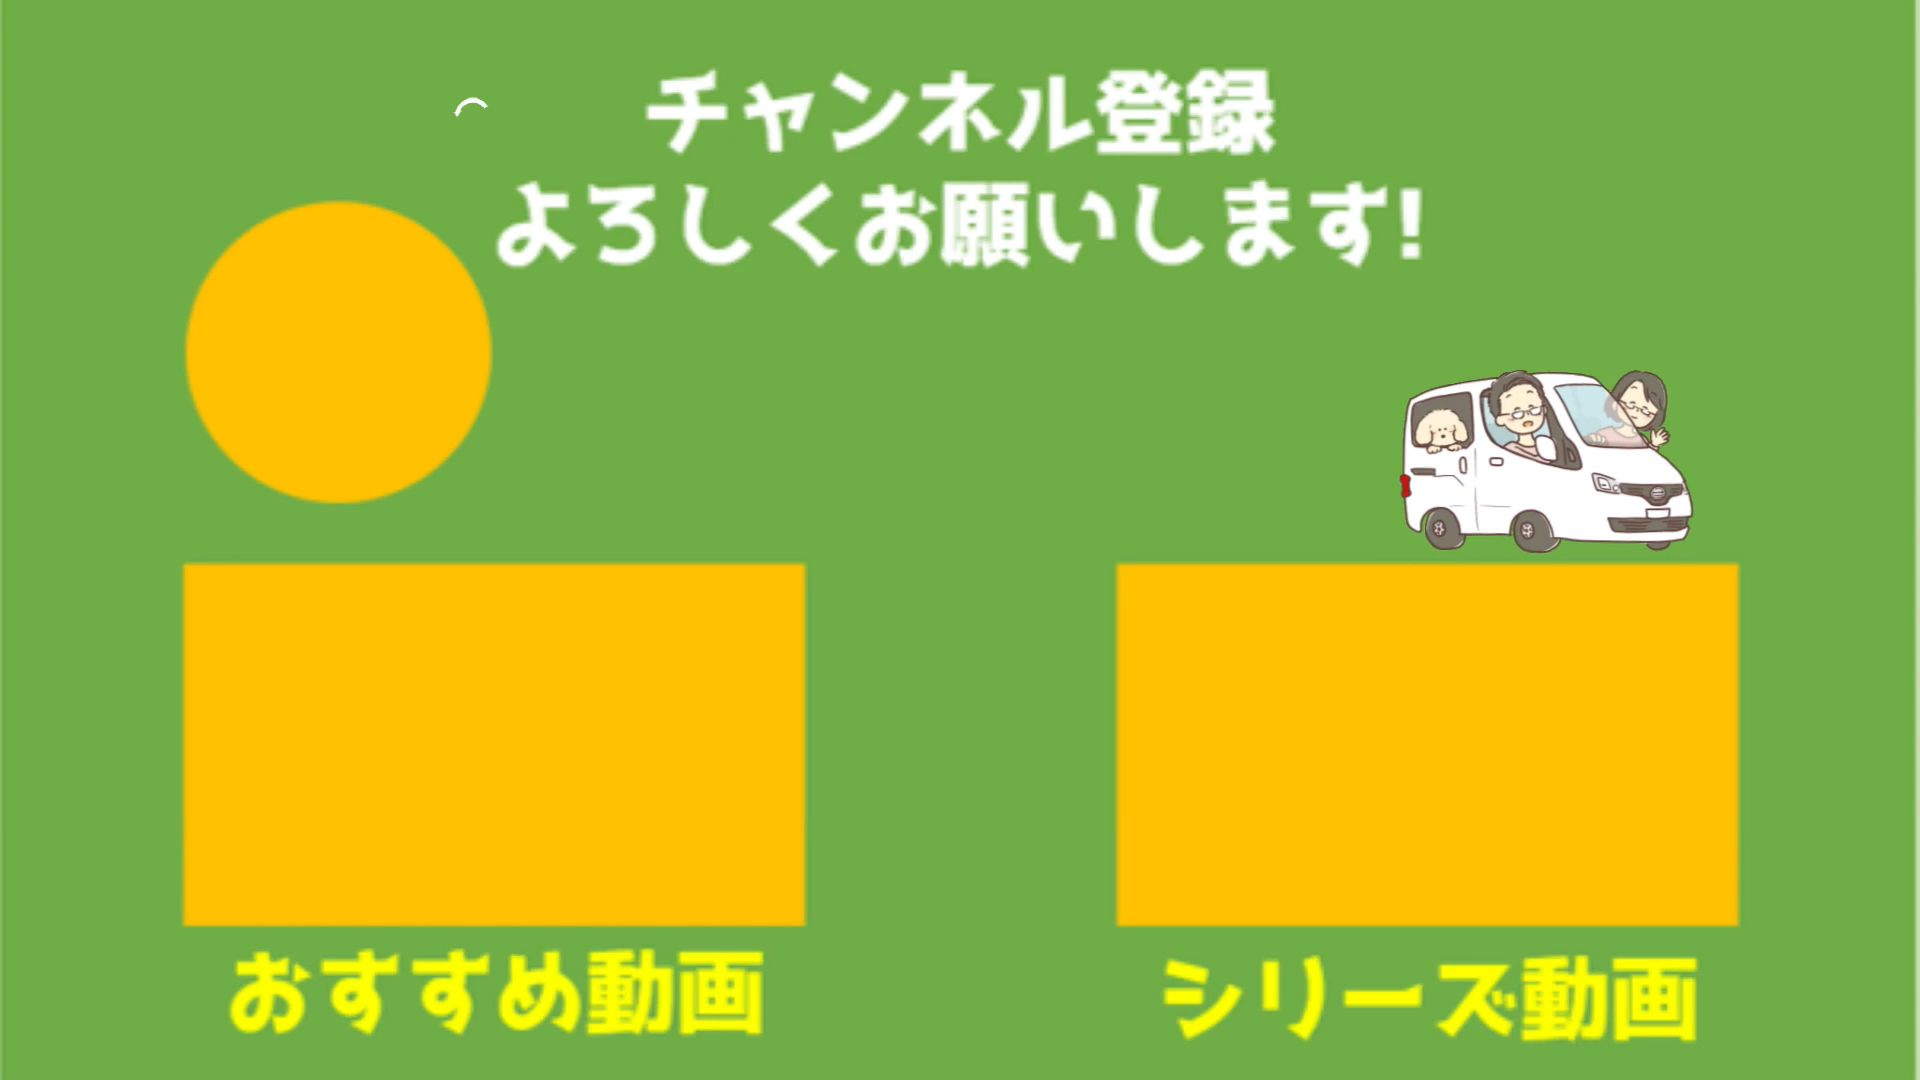 チャンネル登録
よろしくお願いします!
おすすめ動画
シリーズ動画